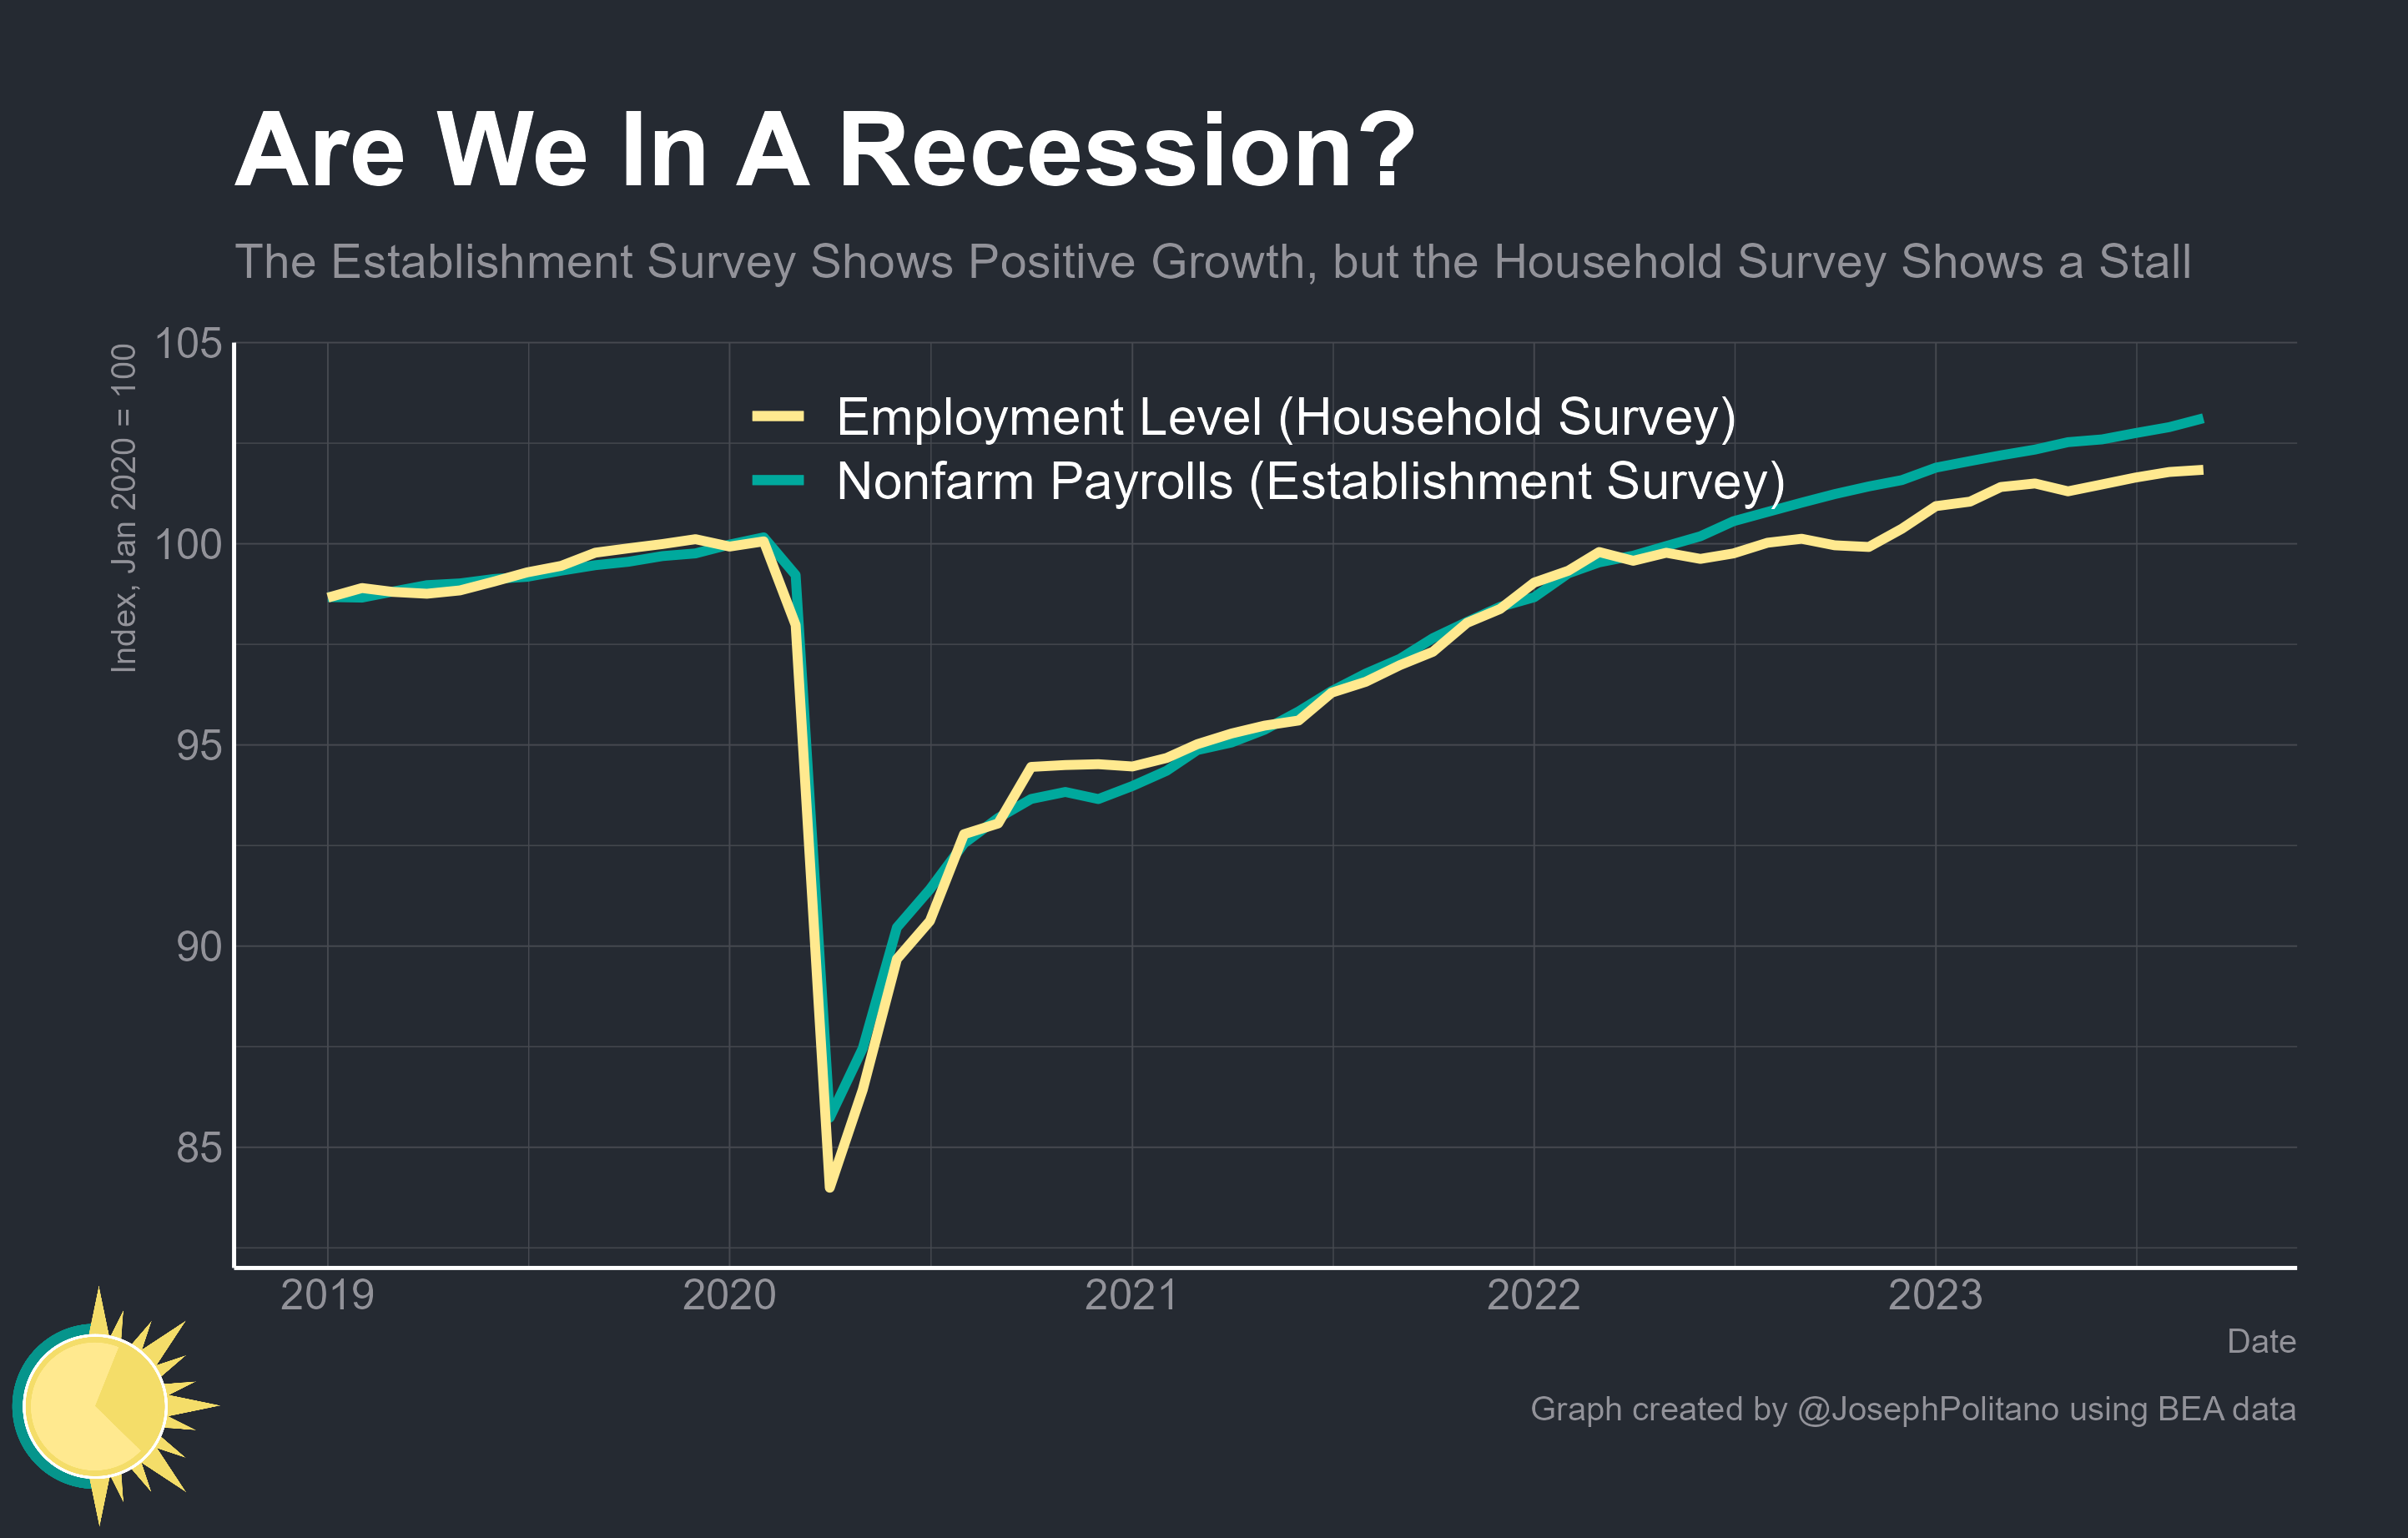 Are We In A Recession?
The Establishment Survey Shows Positive Growth, but the Household Survey Shows a Stall
Index, Jan 2020 = 100
105
100
95
90
85
Employment Level (Household Survey)
Nonfarm Payrolls (Establishment Survey)
2019
2020
2021
2022
2023
Date
Graph created by @JosephPolitano using BEA data